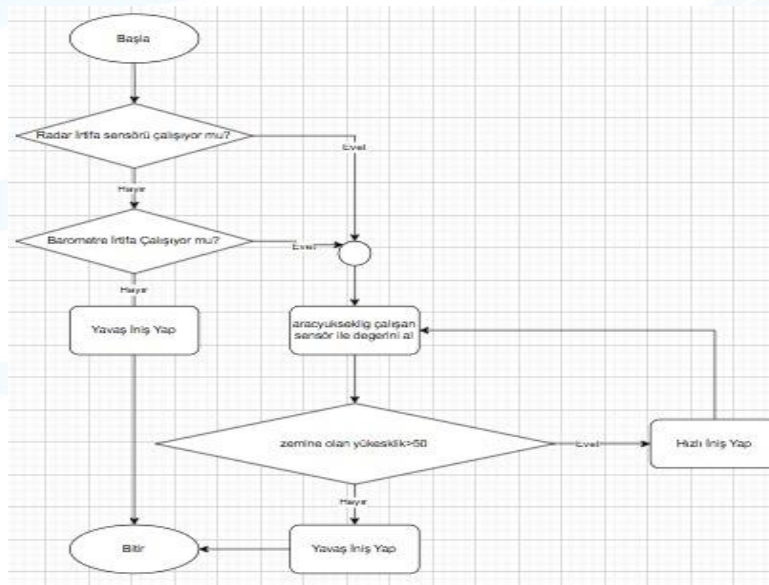 Başla
Radar İrtifa sensörü çalışıyor mu?
Evet
Hayır
Barometre İrtifa Çalışıyor mu?
Evet
Hayır
Yavaş İniş Yap
aracyuksekligi çalışan
sensör ile degerini al
zemine olan yükesklik>50
Evet
Hızlı İniş Yap
Hayır
Bitir
Yavaş İniş Yap